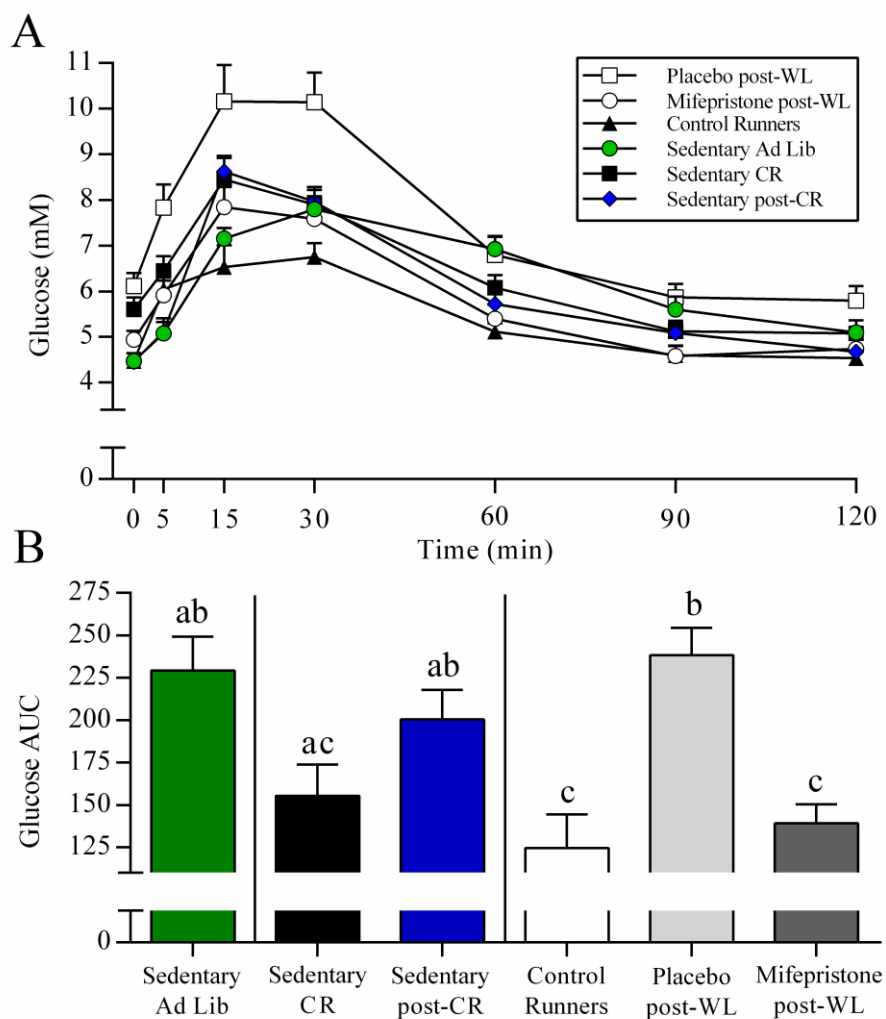 A
Glucose (mM)
11
10
9
8
7
6
5
4
0
Placebo post-WL
Mifepristone post-WL
Control Runners
Sedentary Ad Lib
Sedentary CR
Sedentary post-CR
0 5 15 30 60 90 120
Time (min)
B
Glucose AUC
275
250
225
200
175
150
125
0
ab
ac
ab
c
b
c
Sedentary
Ad Lib
Sedentary
CR
Sedentary
post-CR
Control
Runners
Placebo
post-WL
Mifepristone
post-WL